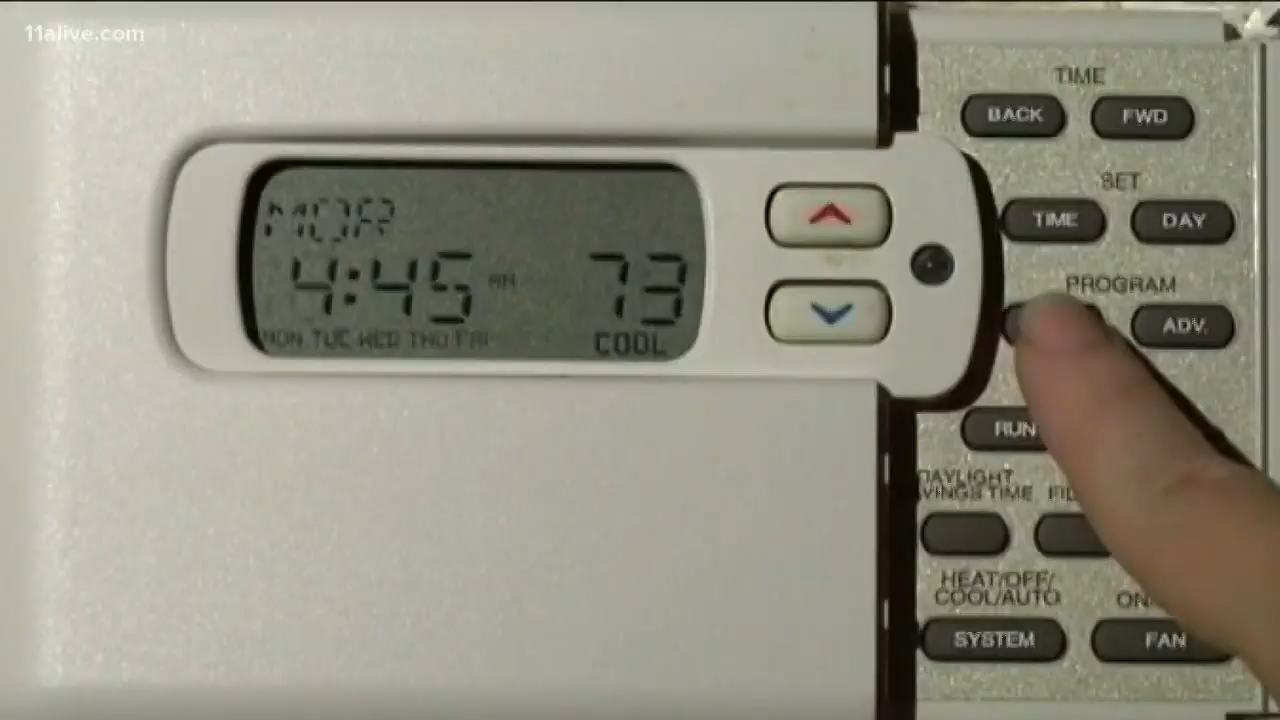 11alive.com
TIME
BACK FWD
SET
TIME DAY
PROGRAM
ADV.
MOR
4:45 AM 73
MON TUE WED THU FRI
COOL
RUN
DAYLIGHT
SAVINGS TIME
HEAT/OFF/
COOL/AUTO
SYSTEM FAN